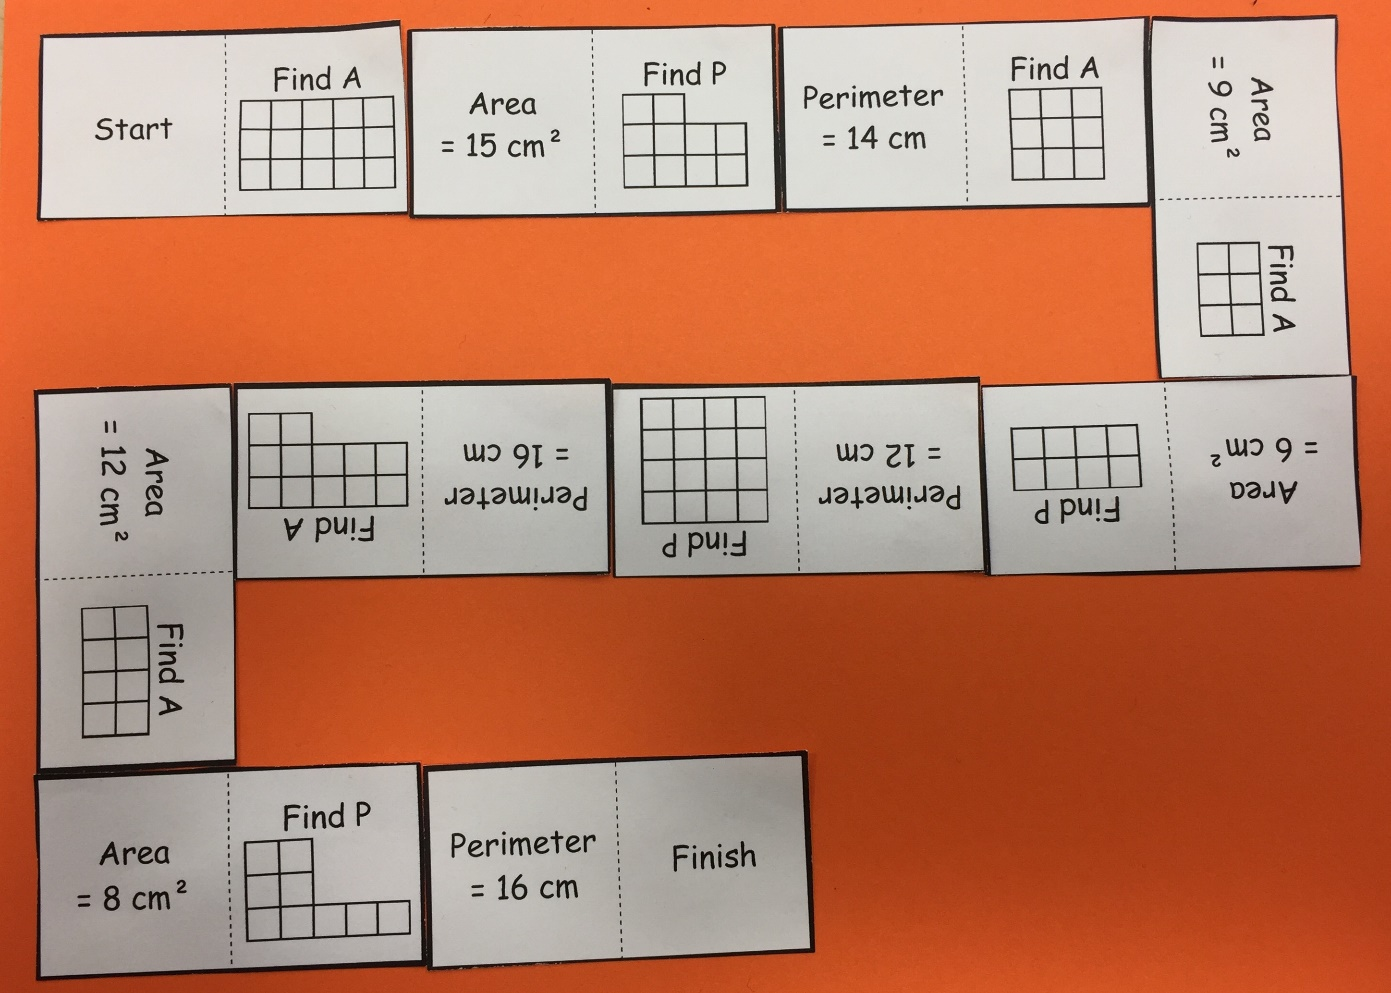 Start
Find A
Area
= 15 cm²
Find P
Perimeter
= 14 cm
Find A
Area
= 9 cm²
Find A
Area
= 6 cm²
Find P
Perimeter
= 12 cm
Find P
Perimeter
= 16 cm
Find A
Area
= 12 cm²
Find A
Area
= 8 cm²
Find P
Perimeter
= 16 cm
Finish